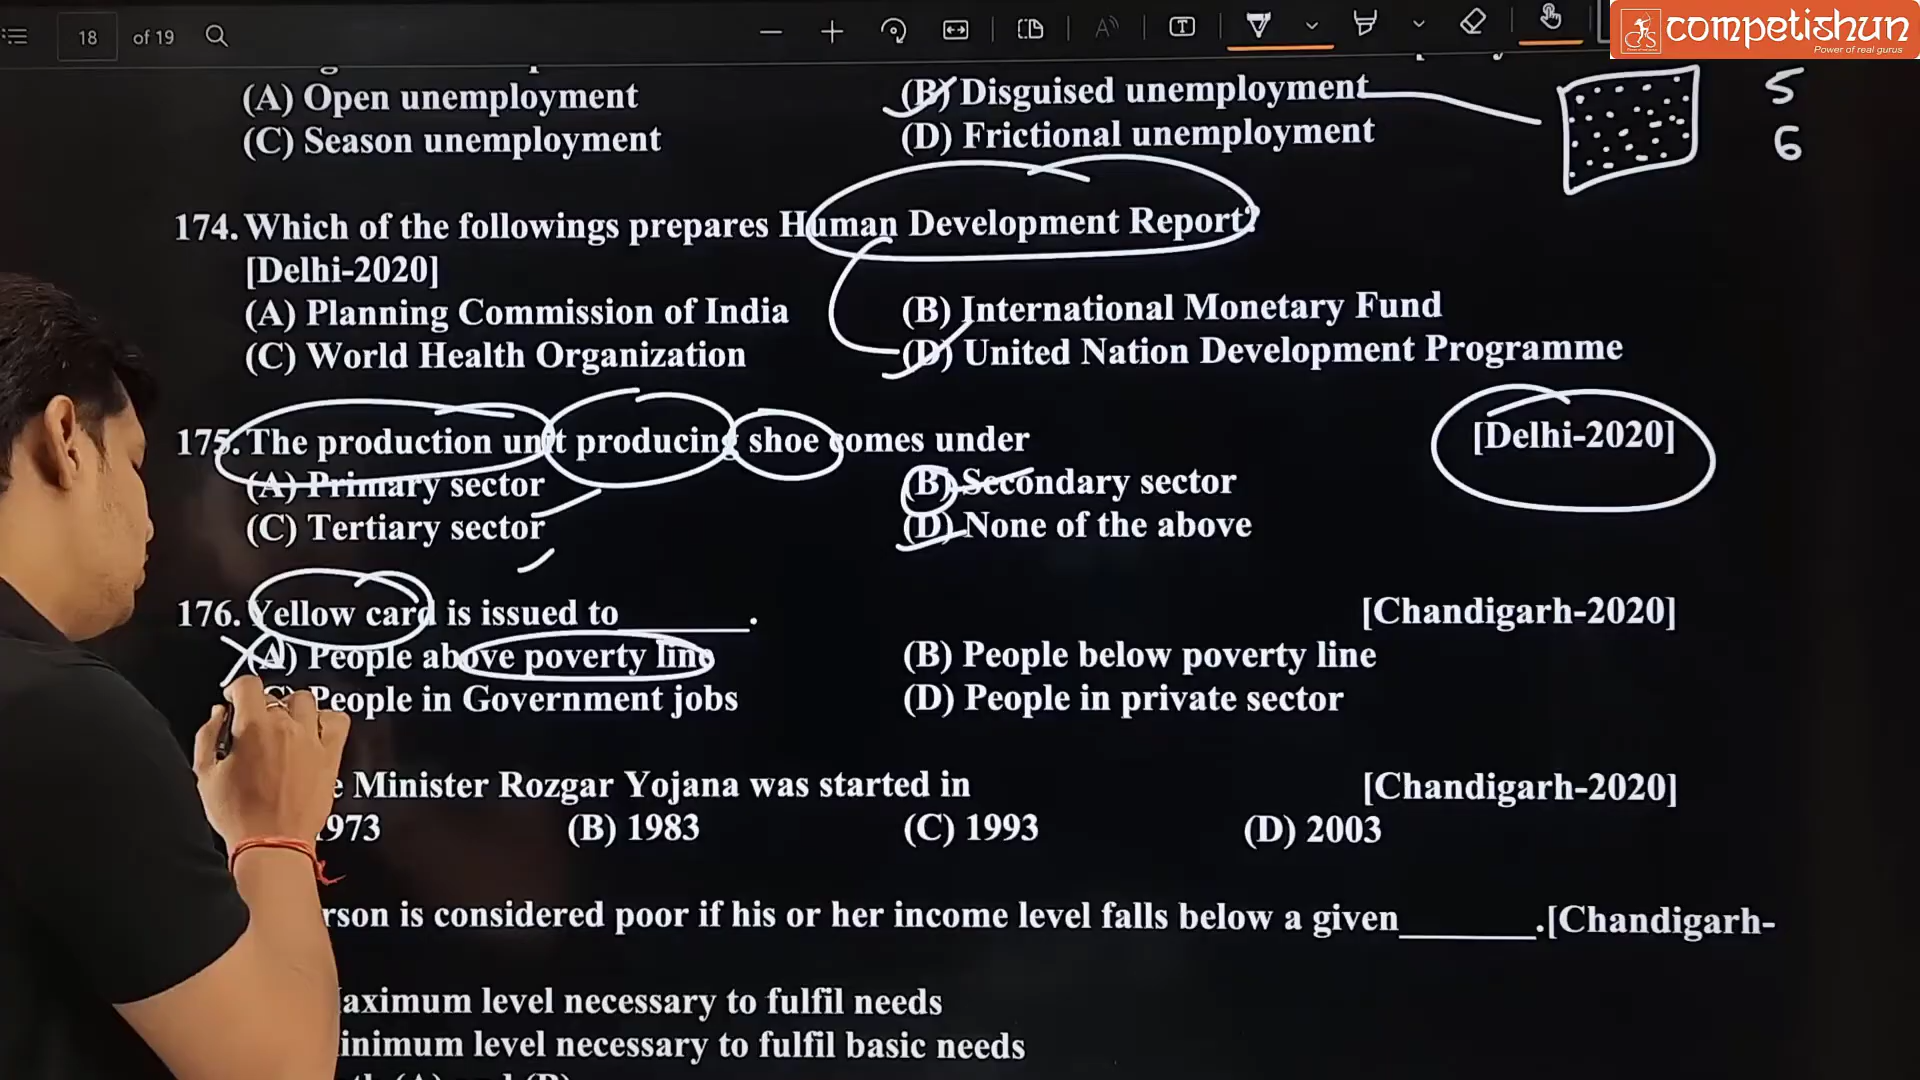 18 of 19
competishun
Power of real gurus
(A) Open unemployment (B) Disguised unemployment 5
(C) Season unemployment (D) Frictional unemployment 6
174. Which of the followings prepares Human Development Report?
[Delhi-2020]
(A) Planning Commission of India (B) International Monetary Fund
(C) World Health Organization (D) United Nation Development Programme
175. The production unit producing shoe comes under [Delhi-2020]
(A) Primary sector (B) Secondary sector
(C) Tertiary sector (D) None of the above
176. Yellow card is issued to______. [Chandigarh-2020]
(A) People above poverty line (B) People below poverty line
(C) People in Government jobs (D) People in private sector
Minister Rozgar Yojana was started in [Chandigarh-2020]
1973 (B) 1983 (C) 1993 (D) 2003
rson is considered poor if his or her income level falls below a given______.[Chandigarh-
aximum level necessary to fulfil needs
inimum level necessary to fulfil basic needs